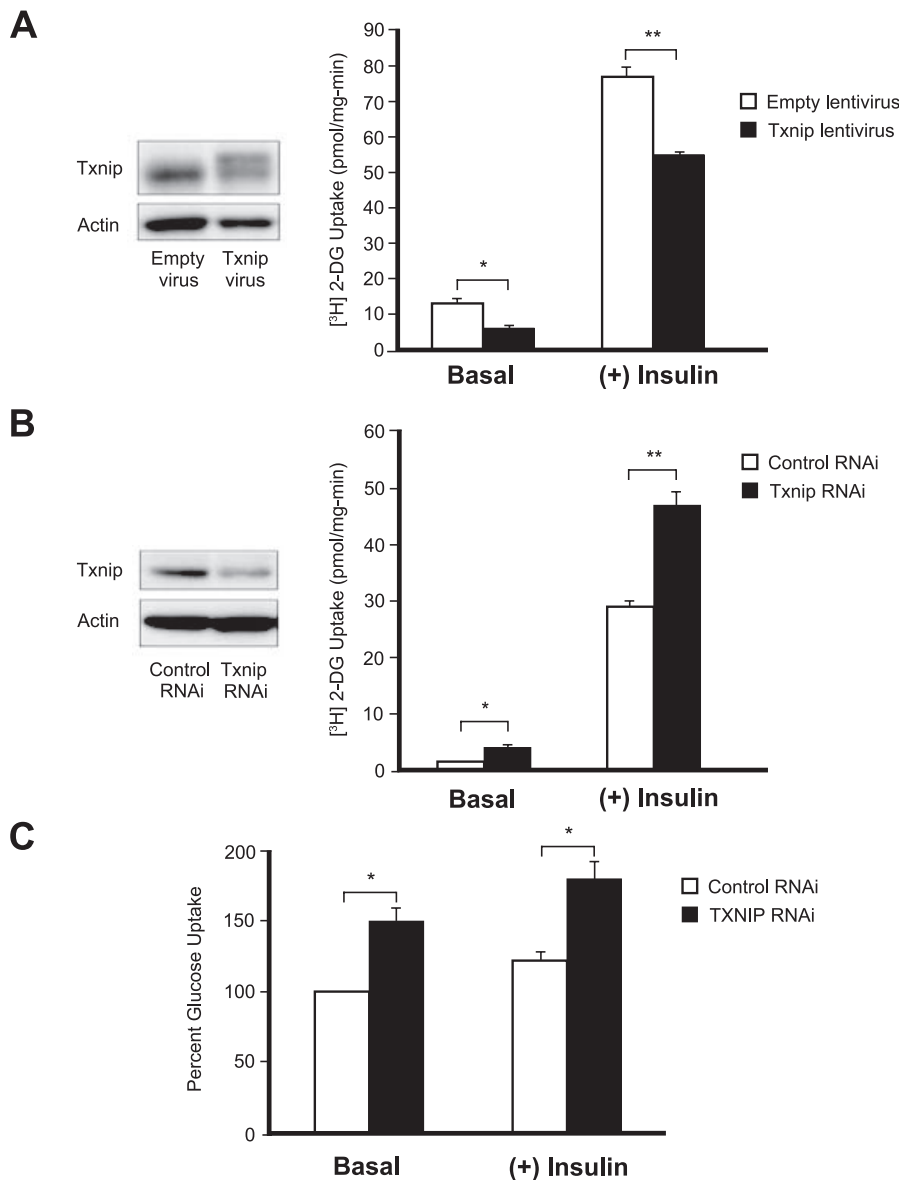 A
[³H] 2-DG Uptake (pmol/mg-min)
90
80
70
60
50
40
30
20
10
0
*
**
Basal
(+) Insulin
Empty lentivirus
Txnip lentivirus
Txnip
Actin
Empty
virus
Txnip
virus
B
[³H] 2-DG Uptake (pmol/mg-min)
60
50
40
30
20
10
0
*
**
Basal
(+) Insulin
Control RNAi
Txnip RNAi
Txnip
Actin
Control
RNAi
Txnip
RNAi
C
Percent Glucose Uptake
200
150
100
50
0
*
*
Basal
(+) Insulin
Control RNAi
TXNIP RNAi